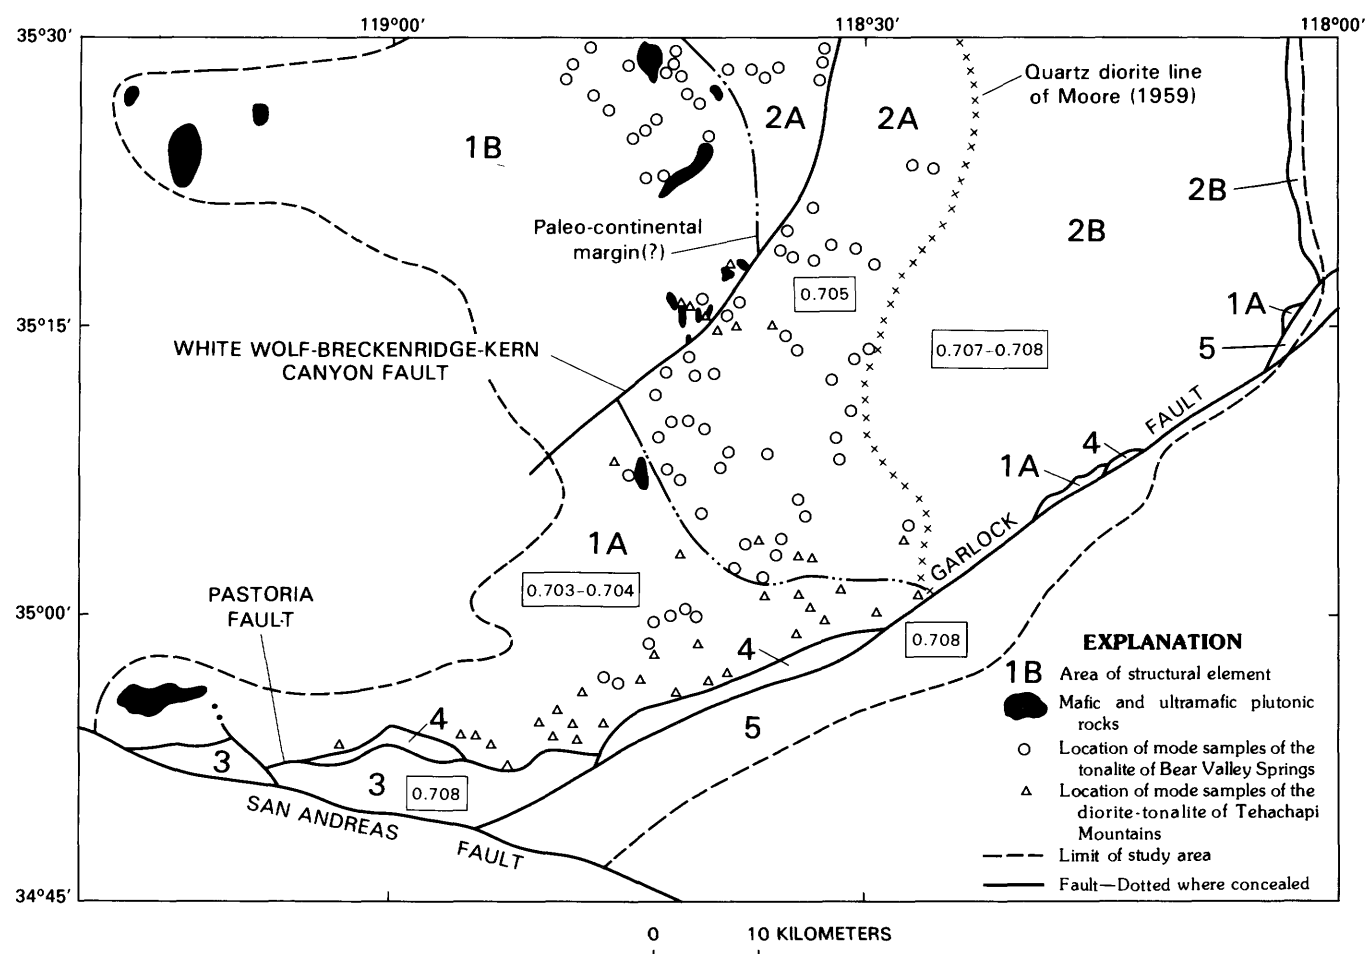 119°00′
118°30′
118°00′
35°30′
Quartz diorite line
of Moore (1959)
2A
2A
1B
2B
Paleo-continental
margin(?)
2B
0.705
1A
35°15′
WHITE WOLF-BRECKENRIDGE-KERN
CANYON FAULT
0.707-0.708
5
FAULT
4
1A
GARLOCK
1A
0.703-0.704
PASTORIA
FAULT
35°00′
0.708
4
EXPLANATION
1B Area of structural element
Mafic and ultramafic plutonic
rocks
Location of mode samples of the
tonalite of Bear Valley Springs
Location of mode samples of the
diorite-tonalite of Tehachapi
Mountains
Limit of study area
Fault—Dotted where concealed
4
5
3
3
0.708
SAN ANDREAS
FAULT
34°45′
0 10 KILOMETERS